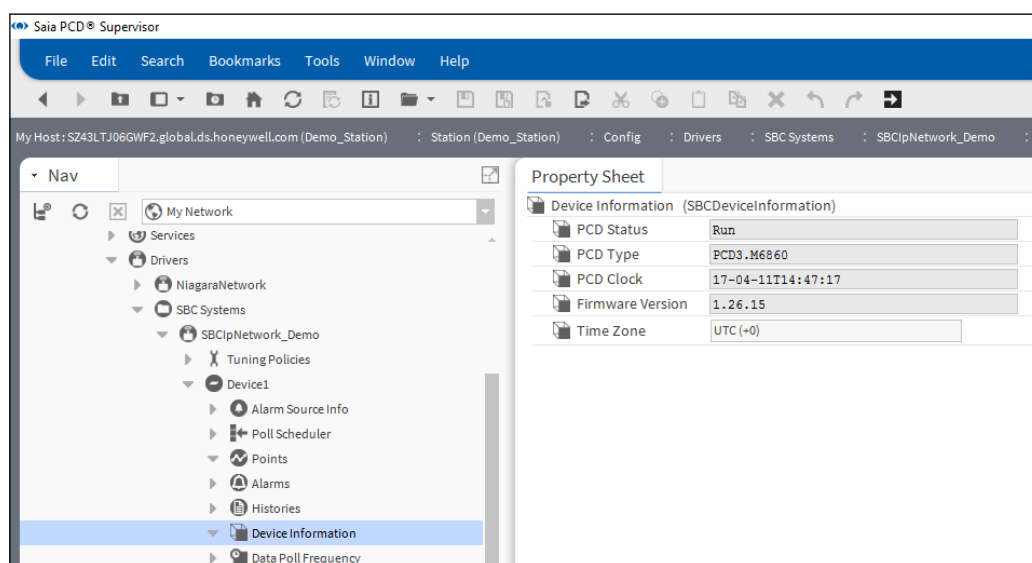 Saia PCD® Supervisor
File Edit Search Bookmarks Tools Window Help
My Host : SZ43LTJ06GWF2.global.ds.honeywell.com (Demo_Station) : Station (Demo_Station) : Config : Drivers : SBC Systems : SBCIpNetwork_Demo :
Nav
My Network
Services
Drivers
NiagaraNetwork
SBC Systems
SBCIpNetwork_Demo
Tuning Policies
Device1
Alarm Source Info
Poll Scheduler
Points
Alarms
Histories
Device Information
Data Poll Frequency
Property Sheet
Device Information (SBCDeviceInformation)
PCD Status Run
PCD Type PCD3.M6860
PCD Clock 17-04-11T14:47:17
Firmware Version 1.26.15
Time Zone UTC (+0)